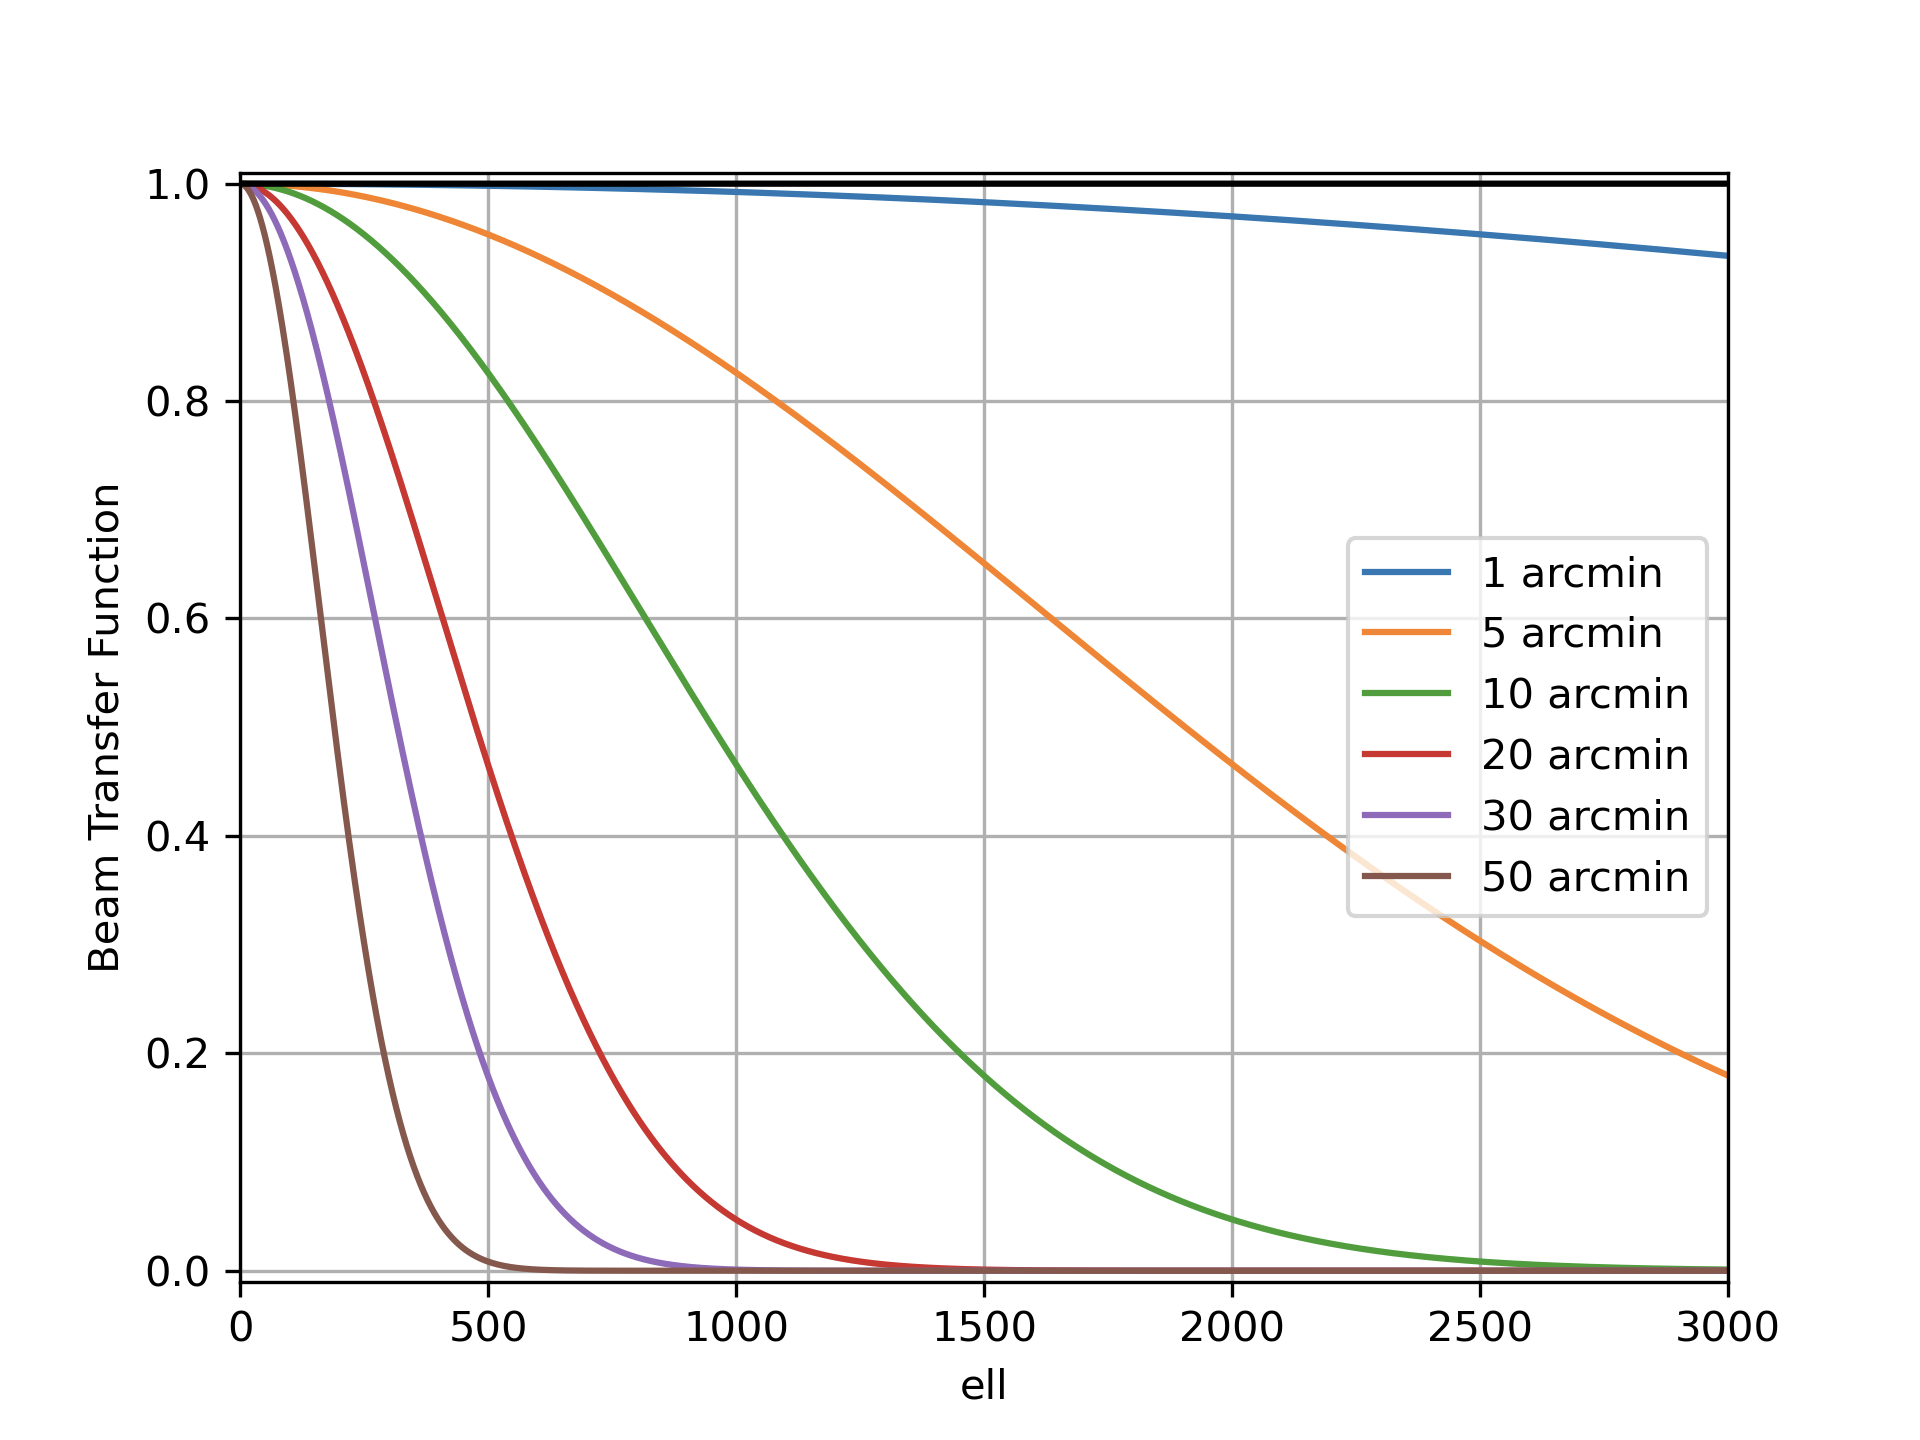 1.0
0.8
0.6
0.4
0.2
0.0
Beam Transfer Function
1 arcmin
5 arcmin
10 arcmin
20 arcmin
30 arcmin
50 arcmin
0 500 1000 1500 2000 2500 3000
ell